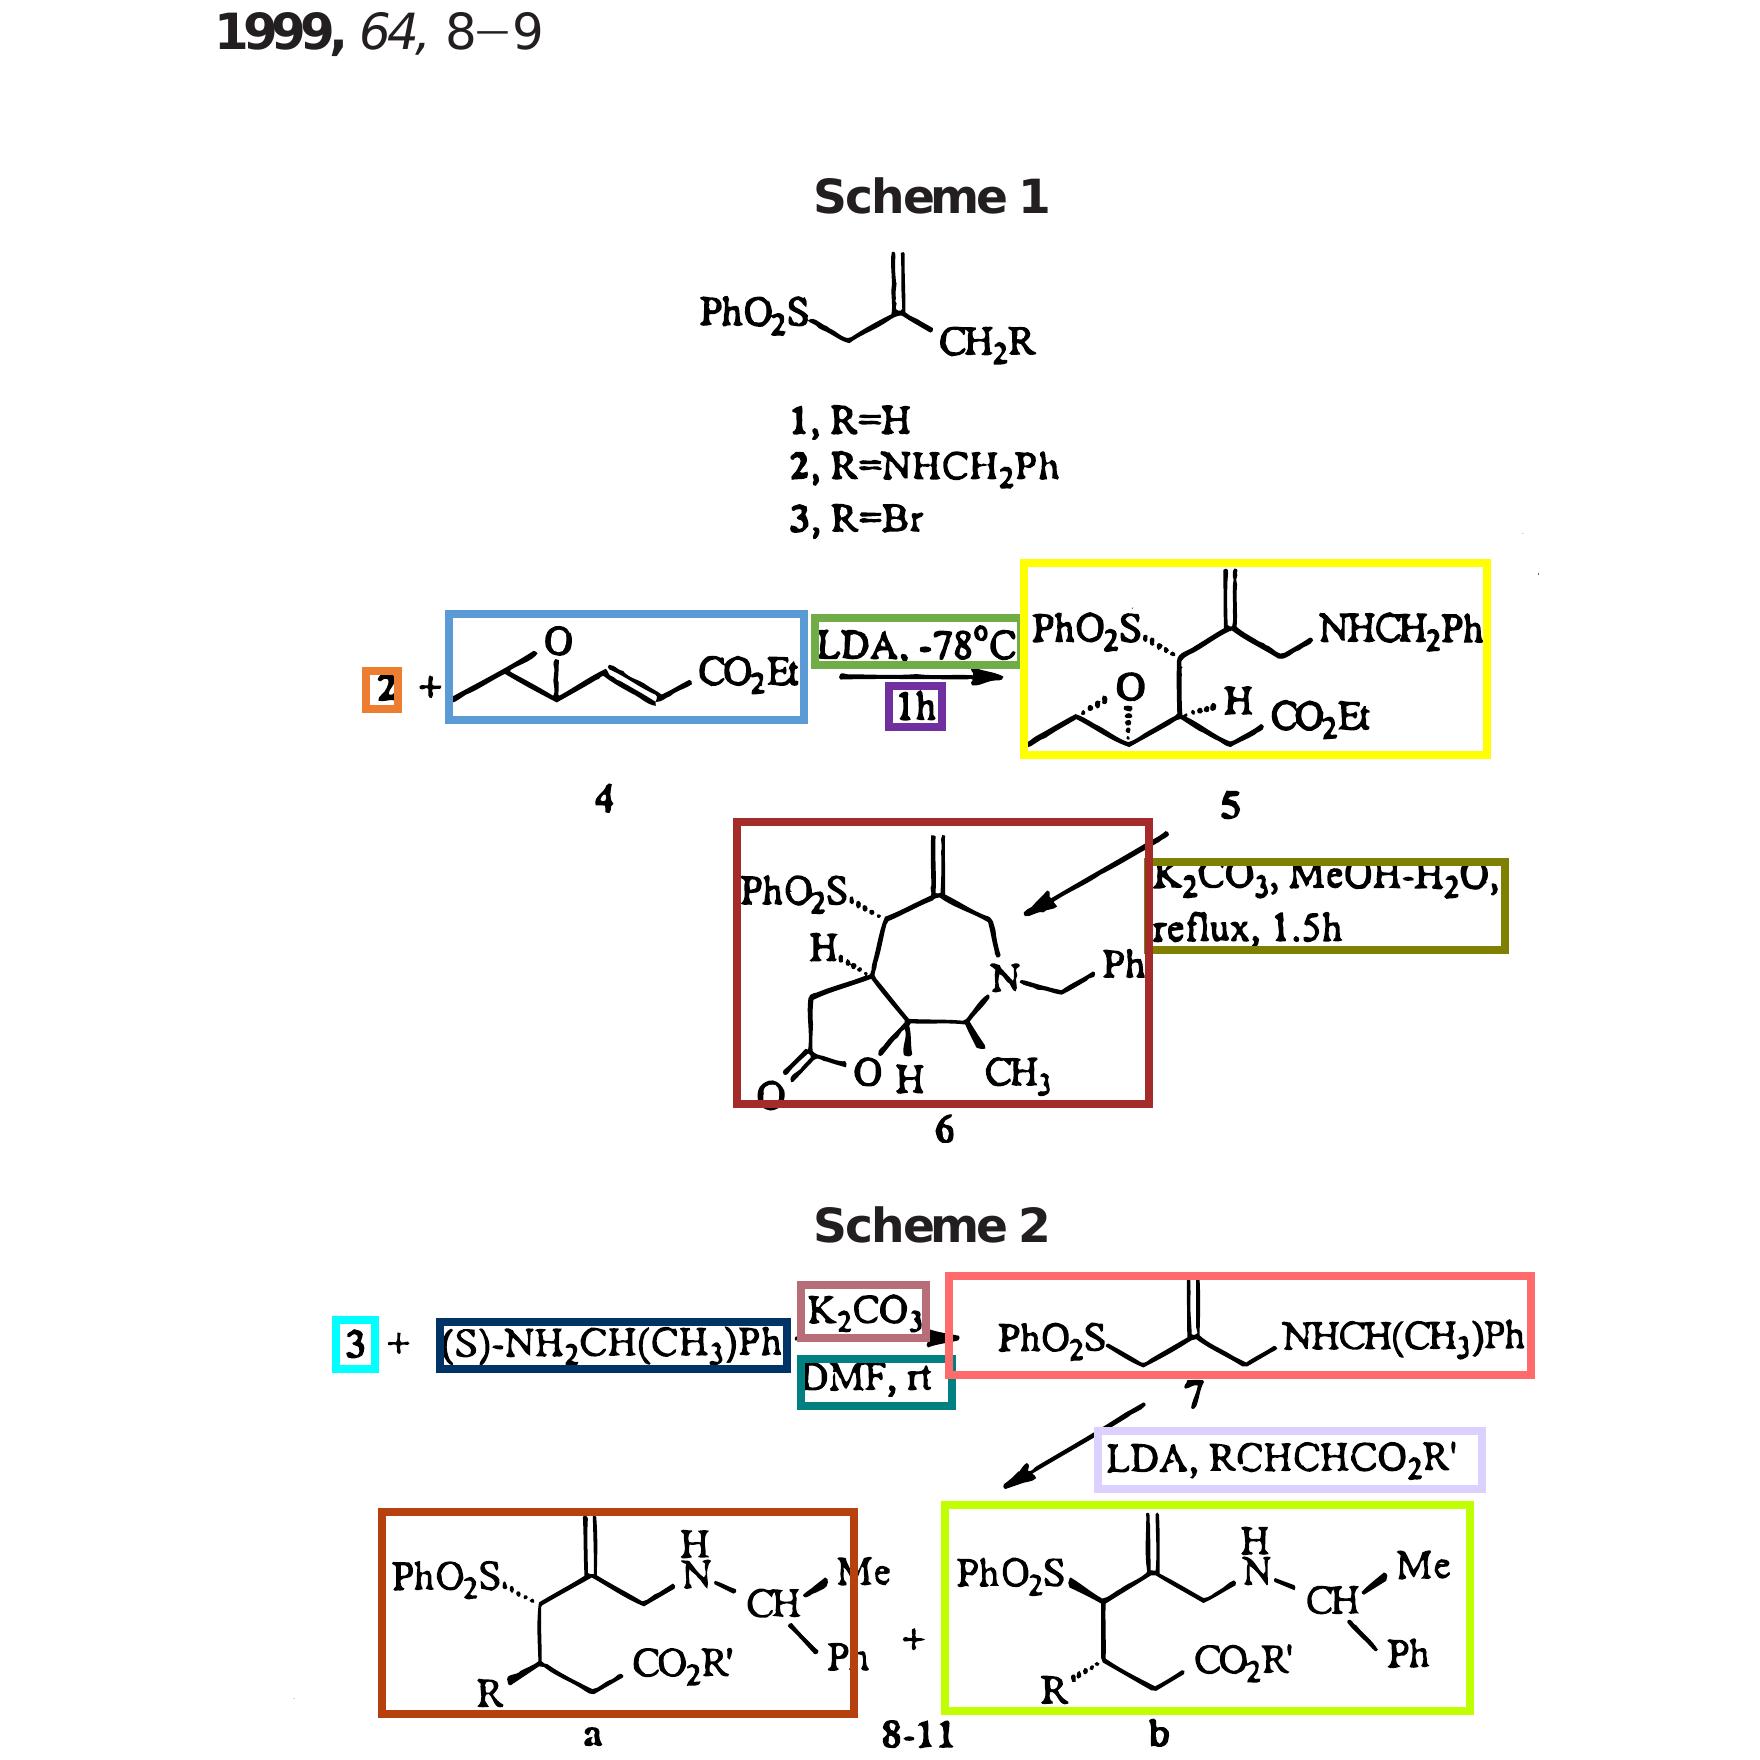 1999, 64, 8–9
Scheme 1
PhO2S CH2R
1, R=H
2, R=NHCH2Ph
3, R=Br
2 + O CO2Et LDA, -78°C 1h PhO2S NHCH2Ph O H CO2Et
4 5
PhO2S H N Ph O O H CH3 K2CO3, MeOH-H2O,
reflux, 1.5h
6
Scheme 2
3 + (S)-NH2CH(CH3)Ph K2CO3 DMF, rt PhO2S NHCH(CH3)Ph
7
LDA, RCHCHCO2R'
PhO2S H N CH Me Ph R CO2R' + PhO2S H N CH Me Ph R CO2R'
a 8-11 b